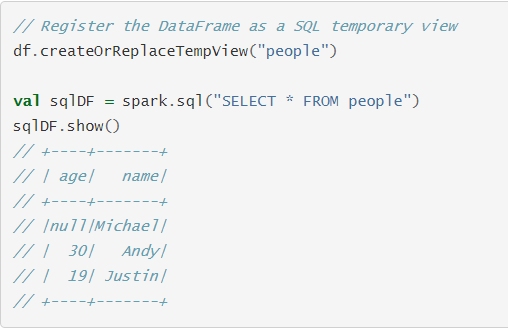 // Register the DataFrame as a SQL temporary view
df.createOrReplaceTempView("people")
val sqlDF = spark.sql("SELECT * FROM people")
sqlDF.show()
// +----+-------+
// | age|   name|
// +----+-------+
// |null|Michael|
// |  30|   Andy|
// |  19| Justin|
// +----+-------+